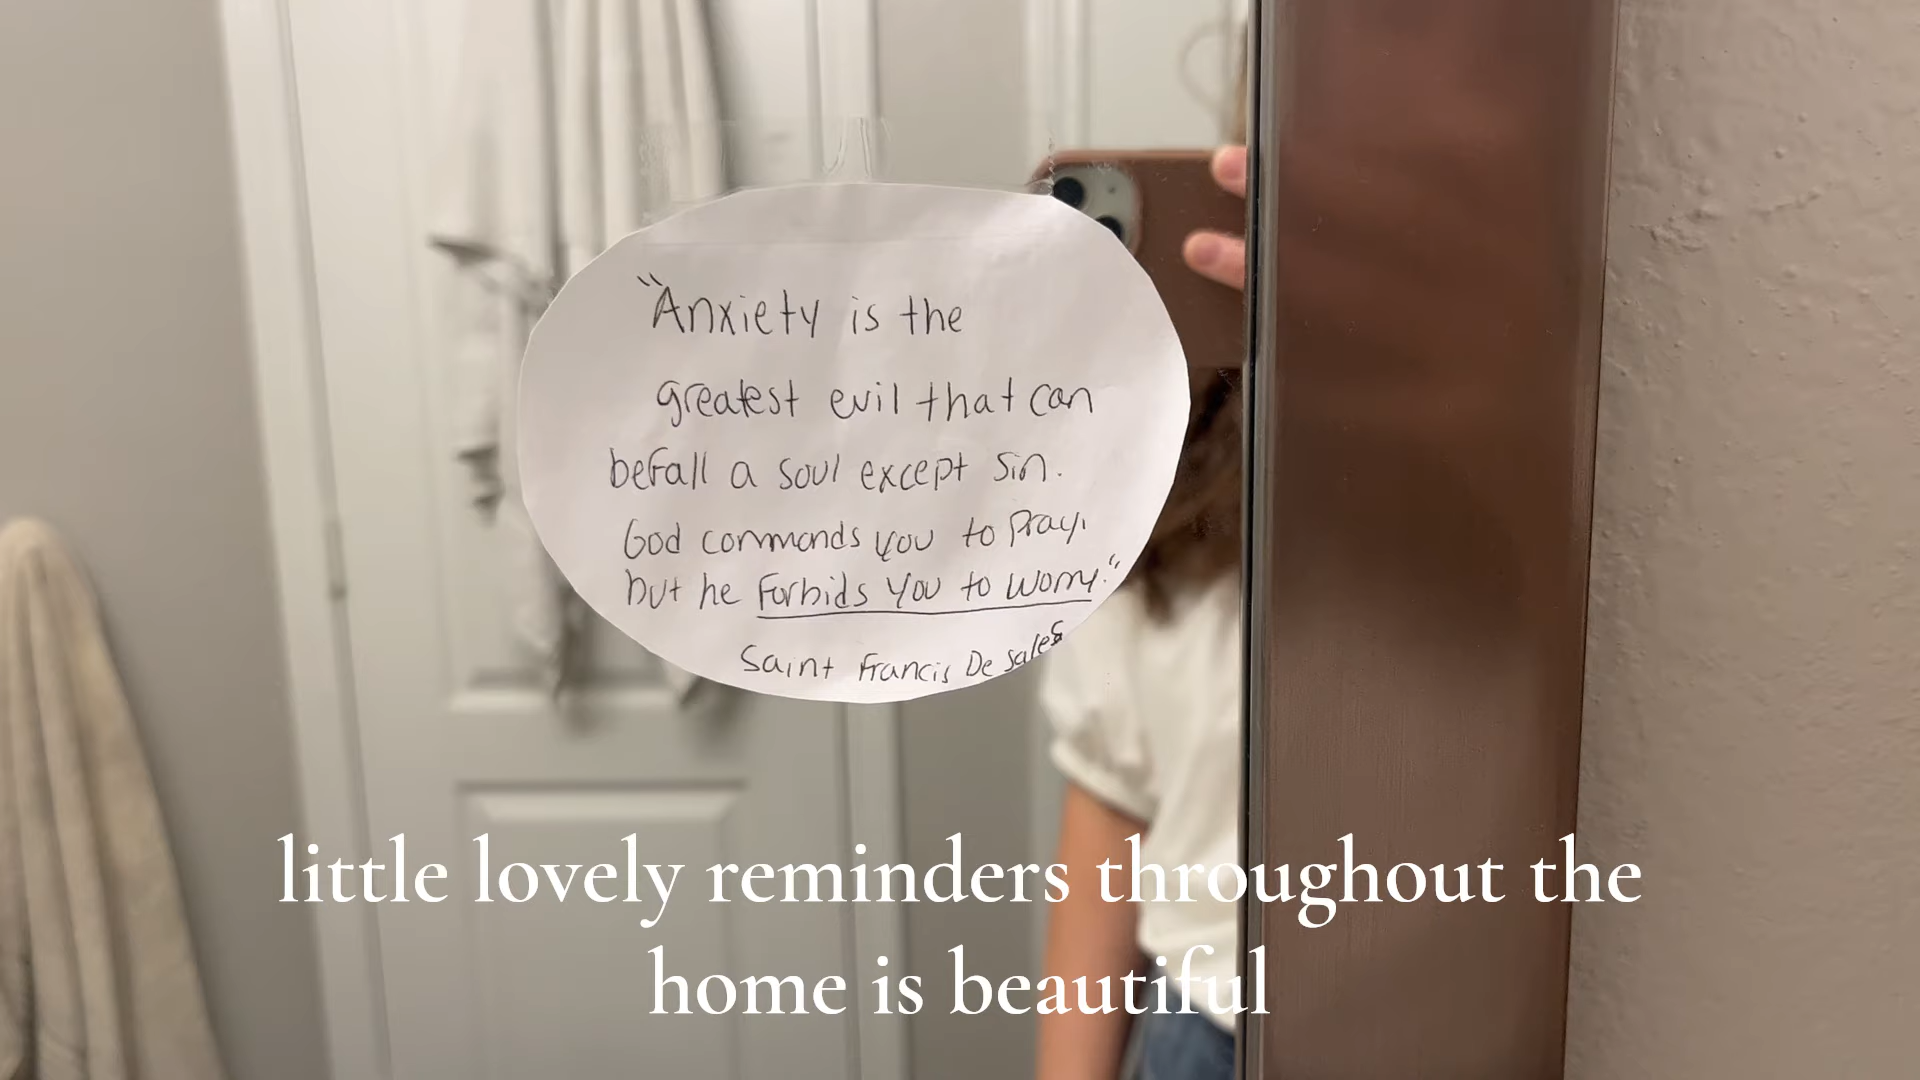 "Anxiety is the
greatest evil that can
befall a soul except sin.
God commands you to Pray,
but he Forbids You to worry."
Saint Francis De Sales
little lovely reminders throughout the
home is beautiful